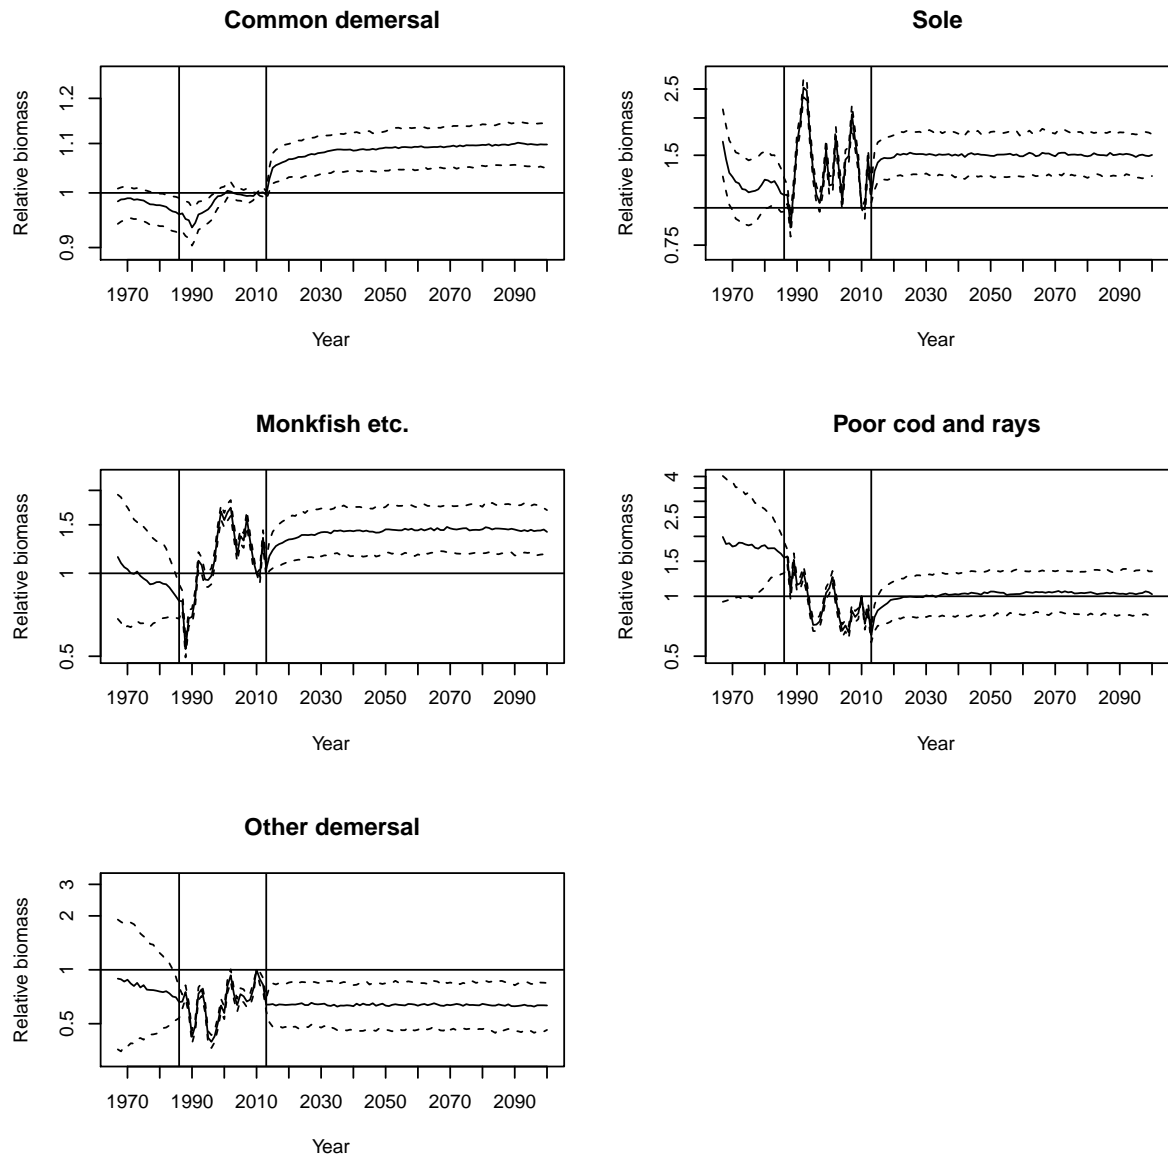 Common demersal
Relative biomass
1.2
1.1
1
0.9
1970 1990 2010 2030 2050 2070 2090
Year
Sole
Relative biomass
2.5
1.5
0.75
1970 1990 2010 2030 2050 2070 2090
Year
Monkfish etc.
Relative biomass
1.5
1
0.5
1970 1990 2010 2030 2050 2070 2090
Year
Poor cod and rays
Relative biomass
4
2.5
1.5
1
0.5
1970 1990 2010 2030 2050 2070 2090
Year
Other demersal
Relative biomass
3
2
1
0.5
1970 1990 2010 2030 2050 2070 2090
Year